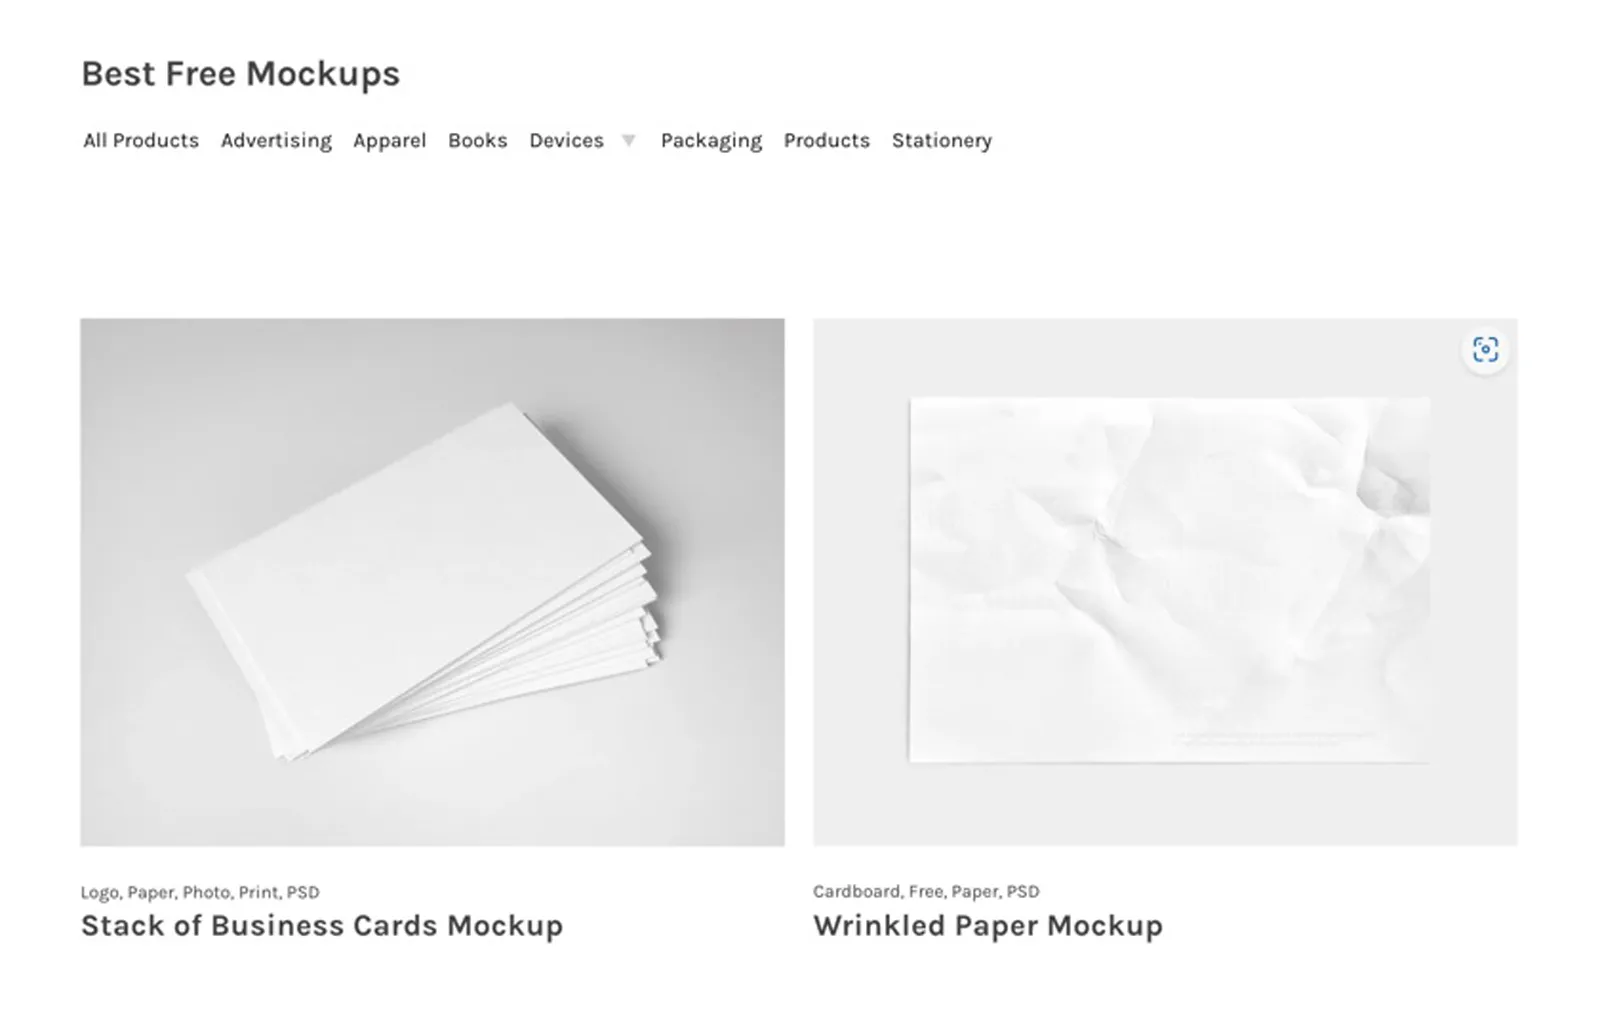 Best Free Mockups
All Products Advertising Apparel Books Devices Packaging Products Stationery
Logo, Paper, Photo, Print, PSD
Stack of Business Cards Mockup
Cardboard, Free, Paper, PSD
Wrinkled Paper Mockup